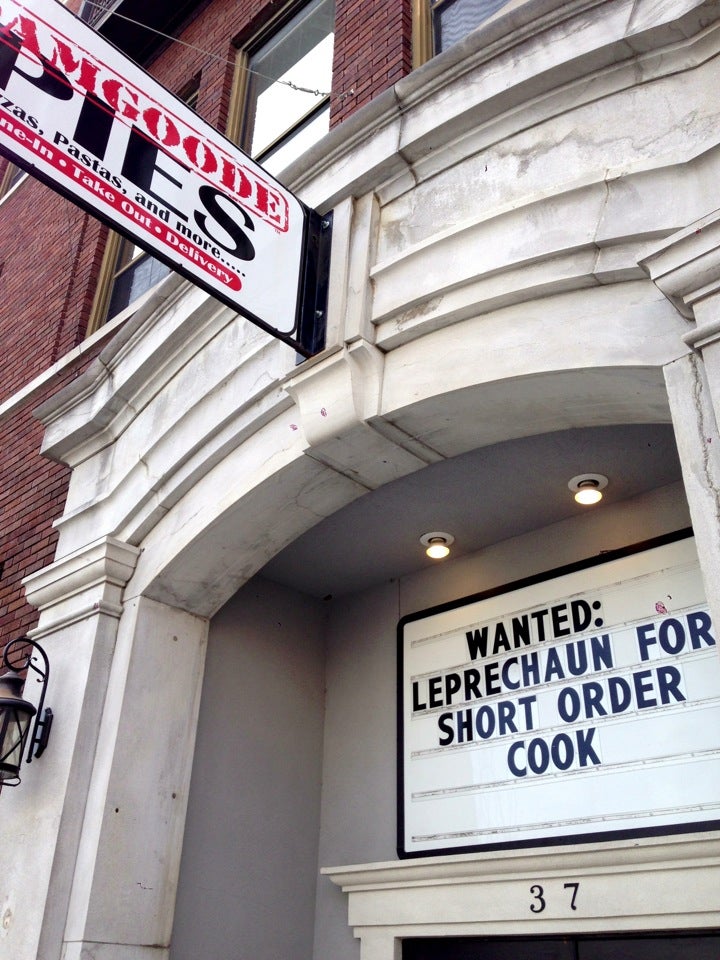 AMGOODE
PIES
zas, pastas, and more.....
ne-In • Take Out • Delivery
WANTED:
LEPRECHAUN FOR
SHORT ORDER
COOK
37